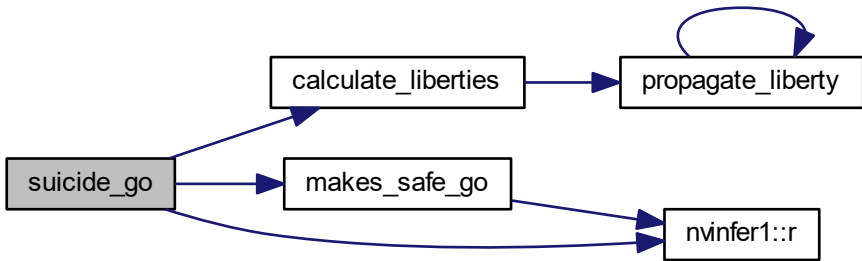 calculate_liberties
propagate_liberty
suicide_go
makes_safe_go
nvinfer1::r